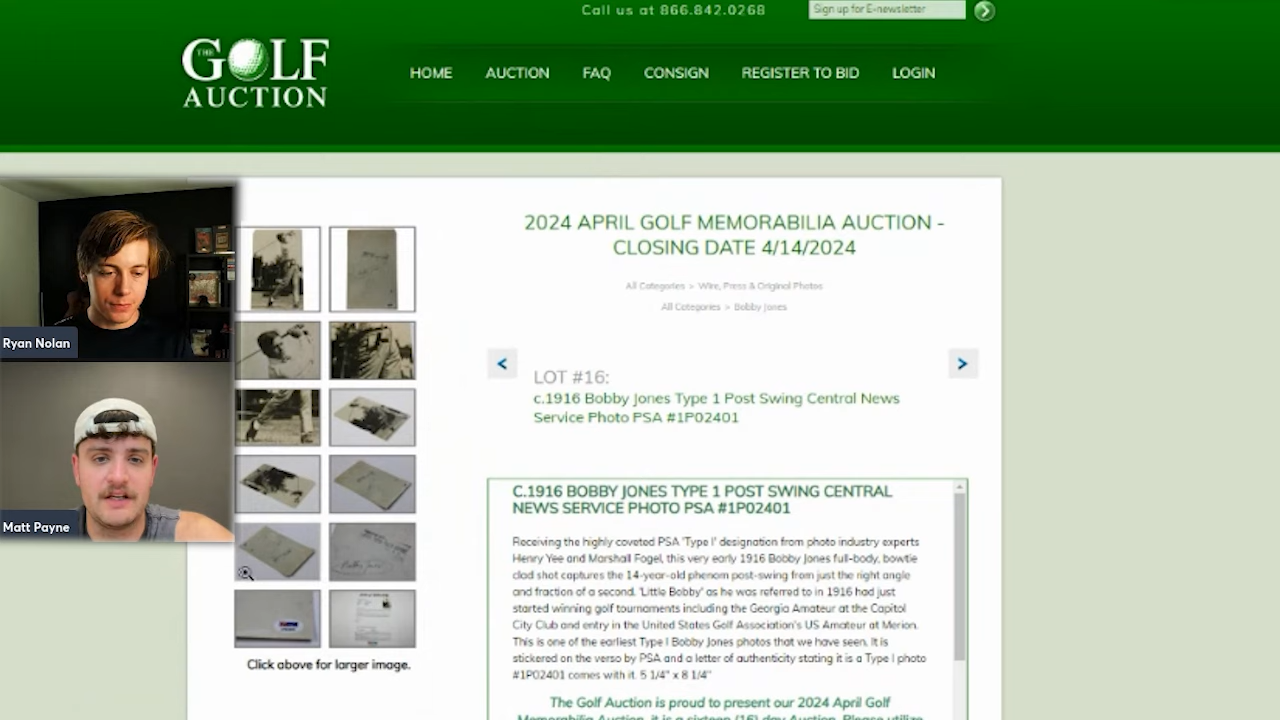 Call us at 866.842.0268
Sign up for E-newsletter
THE
GOLF
AUCTION
HOME
AUCTION
FAQ
CONSIGN
REGISTER TO BID
LOGIN
2024 APRIL GOLF MEMORABILIA AUCTION -
CLOSING DATE 4/14/2024
All Categories > Wire, Press & Original Photos
All Categories > Bobby Jones
Ryan Nolan
<
>
LOT #16:
c.1916 Bobby Jones Type 1 Post Swing Central News
Service Photo PSA #1P02401
Matt Payne
C.1916 BOBBY JONES TYPE 1 POST SWING CENTRAL
NEWS SERVICE PHOTO PSA #1P02401
Receiving the highly coveted PSA 'Type I' designation from photo industry experts
Henry Yee and Marshall Fogel, this very early 1916 Bobby Jones full-body, bowtie
clad shot captures the 14-year-old phenom post-swing from just the right angle
and fraction of a second. 'Little Bobby' as he was referred to in 1916 had just
started winning golf tournaments including the Georgia Amateur at the Capitol
City Club and entry in the United States Golf Association's US Amateur at Merion.
This is one of the earliest Type I Bobby Jones photos that we have seen. It is
stickered on the verso by PSA and a letter of authenticity stating it is a Type I photo
#1P02401 comes with it. 5 1/4" x 8 1/4"
Click above for larger image.
The Golf Auction is proud to present our 2024 April Golf
Memorabilia Auction, it is a sixteen (16) day Auction. Please utilize